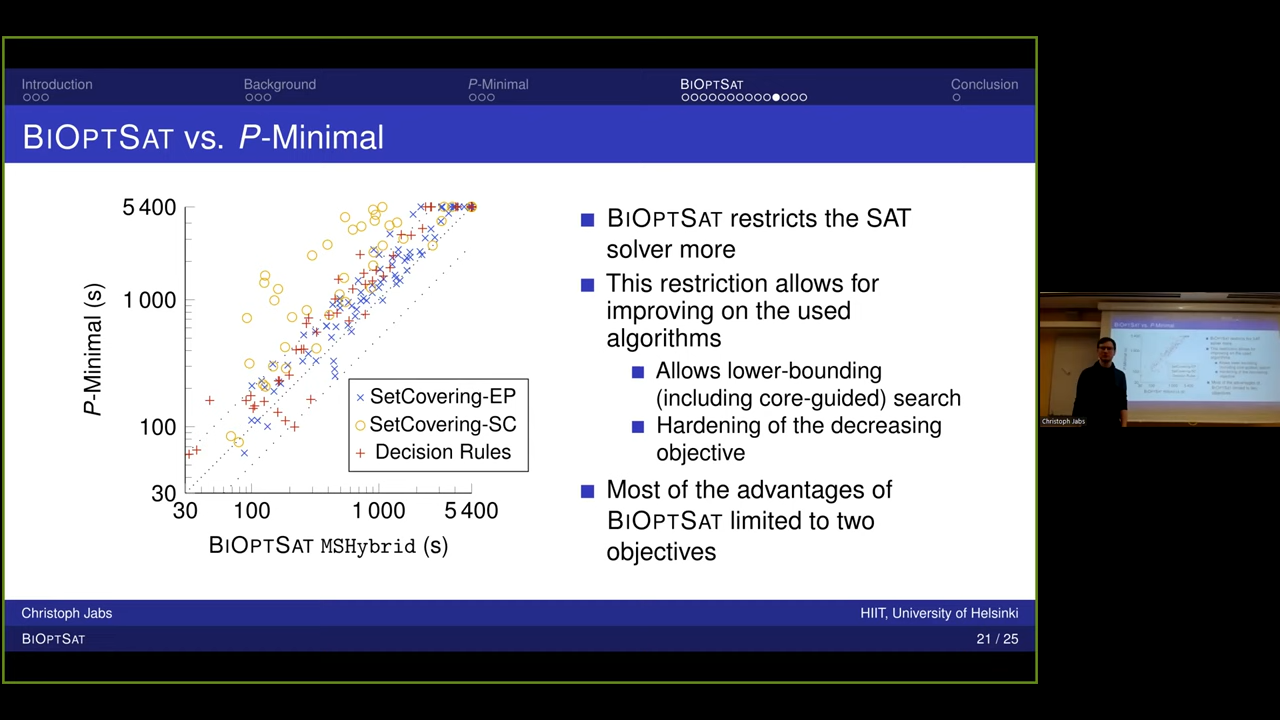 Introduction
Background
P-Minimal
BIOPTSAT
Conclusion
BIOPTSAT vs. P-Minimal
5 400
1 000
100
30
P-Minimal (s)
SetCovering-EP
SetCovering-SC
Decision Rules
30
100
1 000
5 400
BIOPTSAT MSHybrid (s)
BIOPTSAT restricts the SAT
solver more
This restriction allows for
improving on the used
algorithms
Allows lower-bounding
(including core-guided) search
Hardening of the decreasing
objective
Most of the advantages of
BIOPTSAT limited to two
objectives
Christoph Jabs
HIIT, University of Helsinki
BIOPTSAT
21 / 25
BIOPTSAT vs. P-Minimal
Christoph Jabs